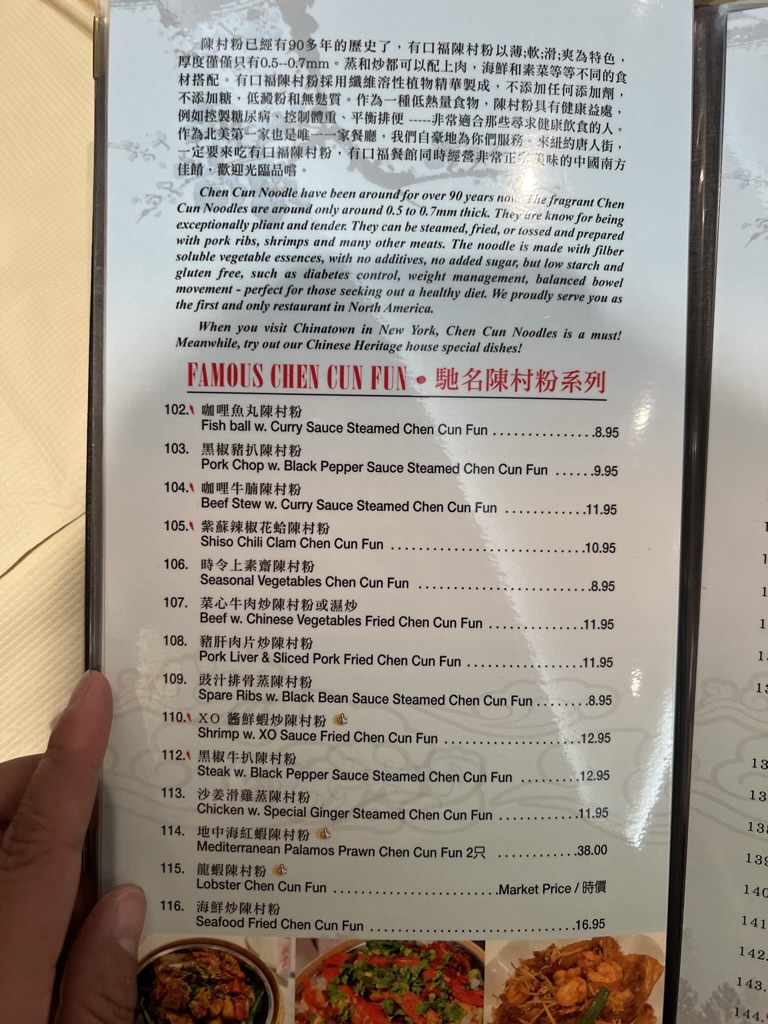 陳村粉已經有90多年的歷史了，有口福陳村粉以薄;軟;滑;爽為特色，
厚度僅僅只有0.5--0.7mm。蒸和炒都可以配上肉，海鮮和素菜等等不同的食
材搭配。有口福陳村粉採用纖維溶性植物精華製成，不添加任何添加劑，
不添加糖，低澱粉和無麩質。作為一種低熱量食物，陳村粉具有健康益處，
例如控製糖尿病、控制體重、平衡排便 -----非常適合那些尋求健康飲食的人。
作為北美第一家也是唯一一家餐廳，我們自豪地為你們服務。來紐約唐人街，
一定要來吃有口福陳村粉，有口福餐館同時經營非常正宗美味的中國南方
佳餚，歡迎光臨品嚐。
Chen Cun Noodle have been around for over 90 years now. The fragrant Chen
Cun Noodles are around only around 0.5 to 0.7mm thick. They are know for being
exceptionally pliant and tender. They can be steamed, fried, or tossed and prepared
with pork ribs, shrimps and many other meats. The noodle is made with filber
soluble vegetable essences, with no additives, no added sugar, but low starch and
gluten free, such as diabetes control, weight management, balanced bowel
movement - perfect for those seeking out a healthy diet. We proudly serve you as
the first and only restaurant in North America.
When you visit Chinatown in New York, Chen Cun Noodles is a must!
Meanwhile, try out our Chinese Heritage house special dishes!
FAMOUS CHEN CUN FUN • 馳名陳村粉系列
102. 咖哩魚丸陳村粉
Fish ball w. Curry Sauce Steamed Chen Cun Fun ...............8.95
103. 黑椒豬扒陳村粉
Pork Chop w. Black Pepper Sauce Steamed Chen Cun Fun ......9.95
104. 咖哩牛腩陳村粉
Beef Stew w. Curry Sauce Steamed Chen Cun Fun ............11.95
105. 紫蘇辣椒花蛤陳村粉
Shiso Chili Clam Chen Cun Fun .............................10.95
106. 時令上素齋陳村粉
Seasonal Vegetables Chen Cun Fun .........................8.95
107. 菜心牛肉炒陳村粉或濕炒
Beef w. Chinese Vegetables Fried Chen Cun Fun ..............11.95
108. 豬肝肉片炒陳村粉
Pork Liver & Sliced Pork Fried Chen Cun Fun .................11.95
109. 豉汁排骨蒸陳村粉
Spare Ribs w. Black Bean Sauce Steamed Chen Cun Fun ........8.95
110. XO 醬鮮蝦炒陳村粉
Shrimp w. XO Sauce Fried Chen Cun Fun ....................12.95
112. 黑椒牛扒陳村粉
Steak w. Black Pepper Sauce Steamed Chen Cun Fun .........12.95
113. 沙姜滑雞蒸陳村粉
Chicken w. Special Ginger Steamed Chen Cun Fun ............11.95
114. 地中海紅蝦陳村粉
Mediterranean Palamos Prawn Chen Cun Fun 2只 ................38.00
115. 龍蝦陳村粉
Lobster Chen Cun Fun ........................Market Price / 時價
116. 海鮮炒陳村粉
Seafood Fried Chen Cun Fun ...............................16.95
140.
141.
142.
143.
144.